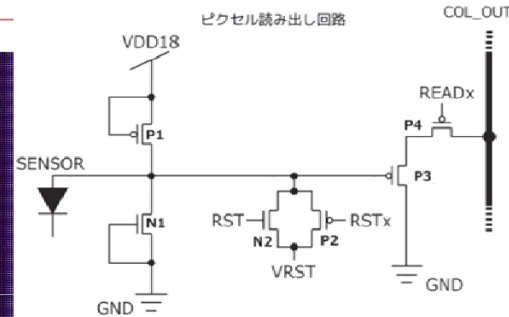 ピクセル読み出し回路
COL_OUT
VDD18
READx
P4
P1
SENSOR
P3
N1
RST
RSTx
N2
P2
VRST
GND
GND